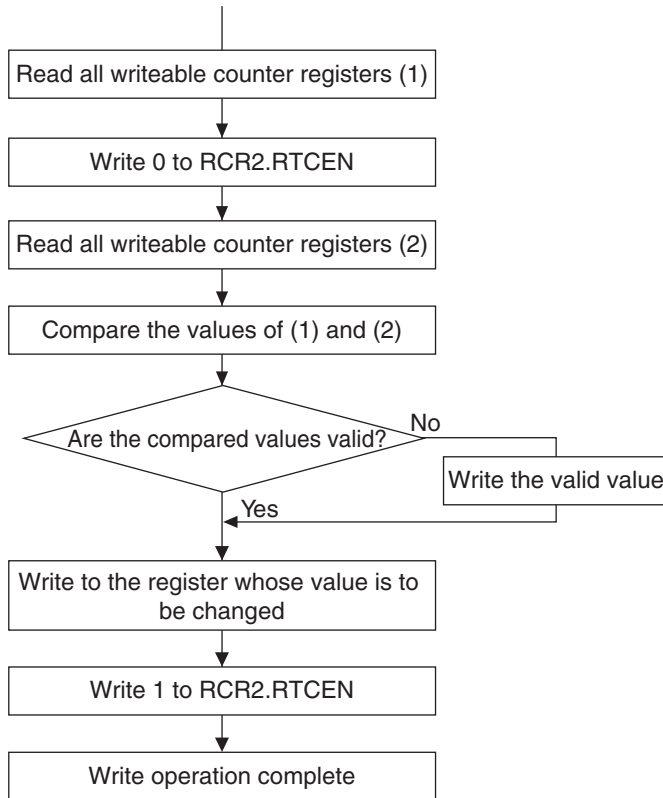 Read all writeable counter registers (1)
Write 0 to RCR2.RTCEN
Read all writeable counter registers (2)
Compare the values of (1) and (2)
Are the compared values valid?
No
Write the valid value
Yes
Write to the register whose value is to
be changed
Write 1 to RCR2.RTCEN
Write operation complete